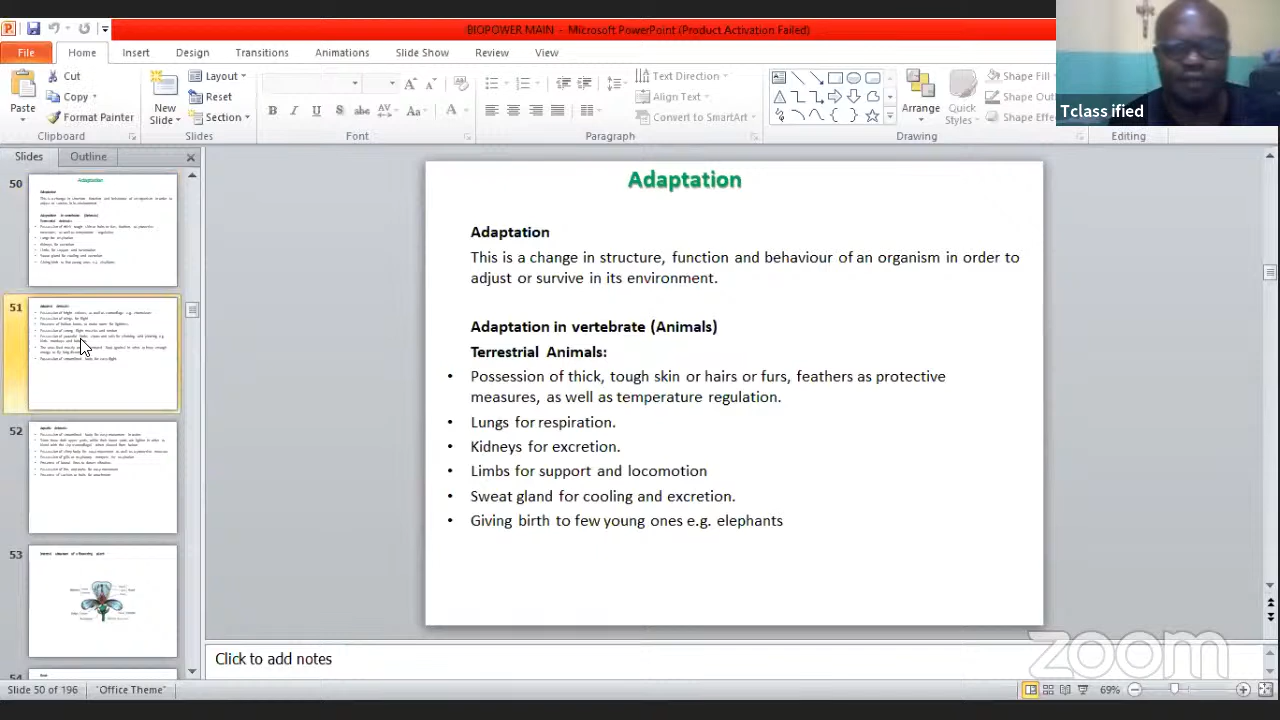 BIOPOWER MAIN - Microsoft PowerPoint (Product Activation Failed)
File Home Insert Design Transitions Animations Slide Show Review View
Cut
Copy
Format Painter
Paste
Clipboard
New Slide
Layout
Reset
Section
Slides
Font
Text Direction
Align Text
Convert to SmartArt
Paragraph
Arrange
Quick Styles
Shape Fill
Shape
Shape
Drawing
Editing
Tclass ified
Slides Outline
50
Adaptation
51
52
53
Adaptation
Adaptation
This is a change in structure, function and behaviour of an organism in order to
adjust or survive in its environment.
Adaptation in vertebrate (Animals)
Terrestrial Animals:
• Possession of thick, tough skin or hairs or furs, feathers as protective
measures, as well as temperature regulation.
• Lungs for respiration.
• Kidneys for excretion.
• Limbs for support and locomotion
• Sweat gland for cooling and excretion.
• Giving birth to few young ones e.g. elephants
Click to add notes
zoom
Slide 50 of 196 "Office Theme" 69%